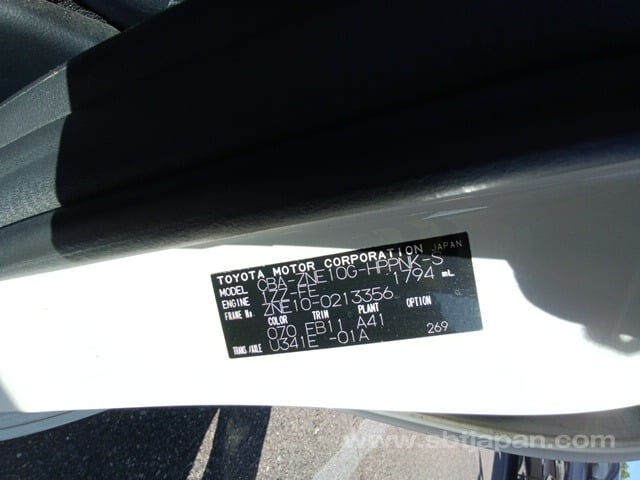 TOYOTA MOTOR CORPORATION JAPAN
MODEL CBA-ZNE10G-HPPNK-S
ENGINE 1ZZ-FE 1794 mL
FRAME No. ZNE10-0213356
COLOR TRIM PLANT OPTION
070 EB11 A41
TRANS/AXLE U341E -01A 269
www.sbtjapan.com